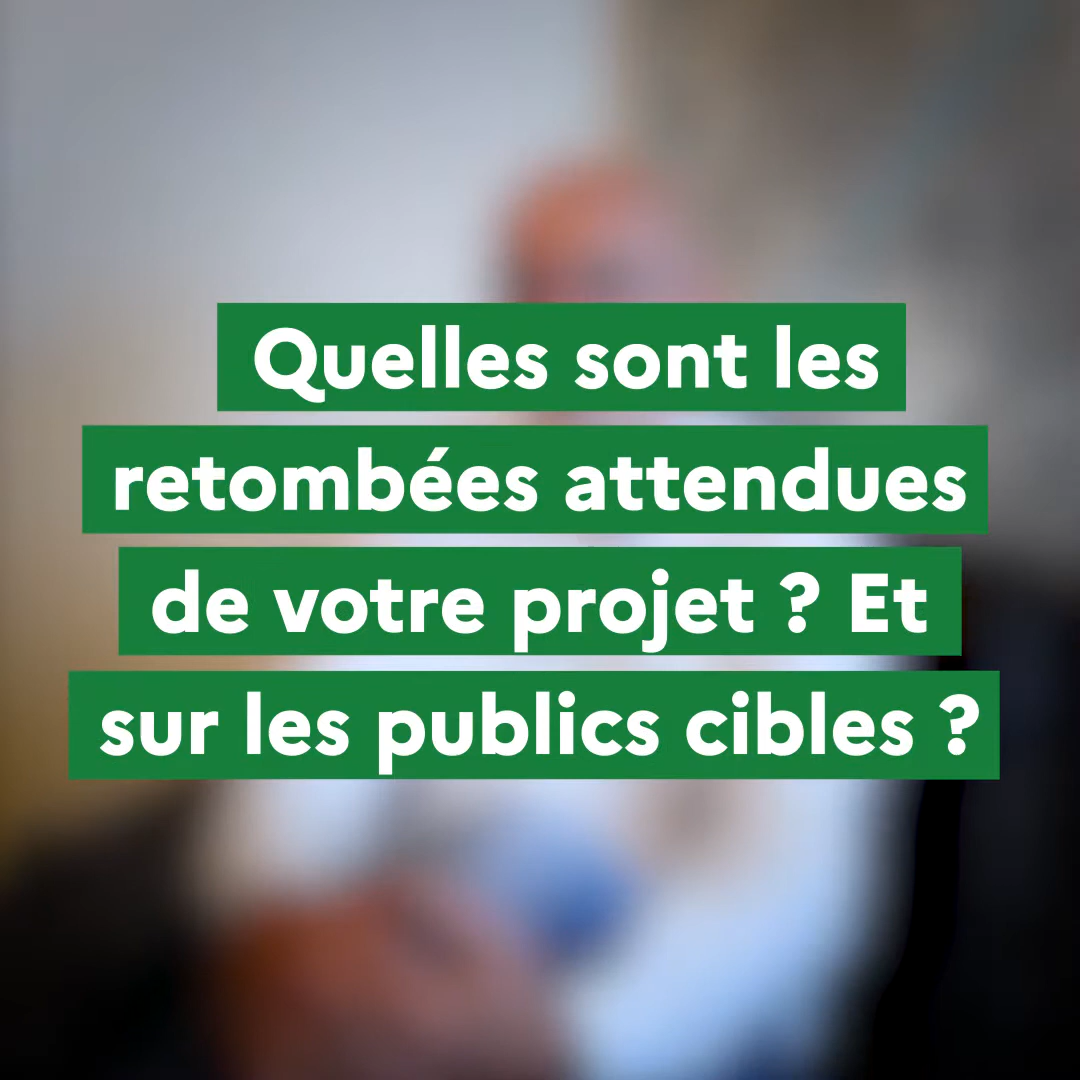 Quelles sont les
retombées attendues
de votre projet ? Et
sur les publics cibles ?